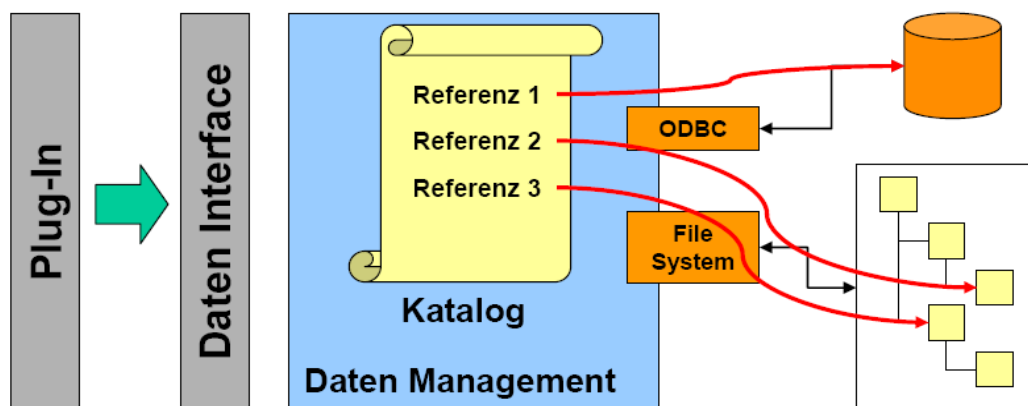 Plug-In
Daten Interface
Referenz 1
Referenz 2
Referenz 3
Katalog
Daten Management
ODBC
File
System